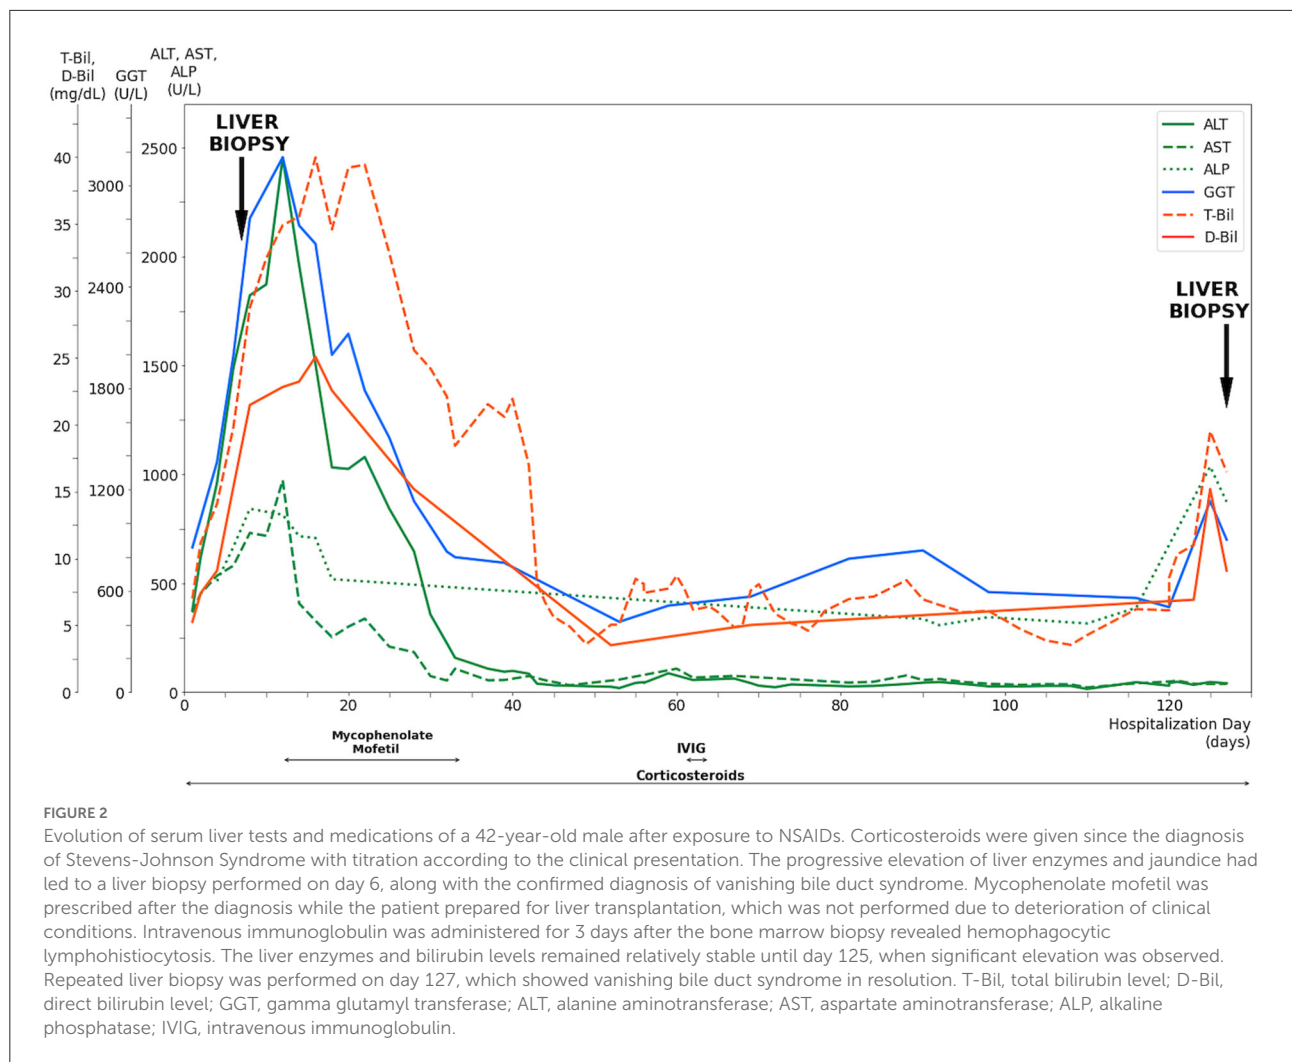 T-Bil,
D-Bil
(mg/dL)
GGT
(U/L)
ALT, AST,
ALP
(U/L)
40
35
30
25
20
15
10
5
0
3000
2400
1800
1200
600
0
2500
2000
1500
1000
500
0
LIVER
BIOPSY
ALT
AST
ALP
GGT
T-Bil
D-Bil
LIVER
BIOPSY
0 20 40 60 80 100 120
Hospitalization Day
(days)
Mycophenolate
Mofetil
IVIG
Corticosteroids
FIGURE 2
Evolution of serum liver tests and medications of a 42-year-old male after exposure to NSAIDs. Corticosteroids were given since the diagnosis
of Stevens-Johnson Syndrome with titration according to the clinical presentation. The progressive elevation of liver enzymes and jaundice had
led to a liver biopsy performed on day 6, along with the confirmed diagnosis of vanishing bile duct syndrome. Mycophenolate mofetil was
prescribed after the diagnosis while the patient prepared for liver transplantation, which was not performed due to deterioration of clinical
conditions. Intravenous immunoglobulin was administered for 3 days after the bone marrow biopsy revealed hemophagocytic
lymphohistiocytosis. The liver enzymes and bilirubin levels remained relatively stable until day 125, when significant elevation was observed.
Repeated liver biopsy was performed on day 127, which showed vanishing bile duct syndrome in resolution. T-Bil, total bilirubin level; D-Bil,
direct bilirubin level; GGT, gamma glutamyl transferase; ALT, alanine aminotransferase; AST, aspartate aminotransferase; ALP, alkaline
phosphatase; IVIG, intravenous immunoglobulin.